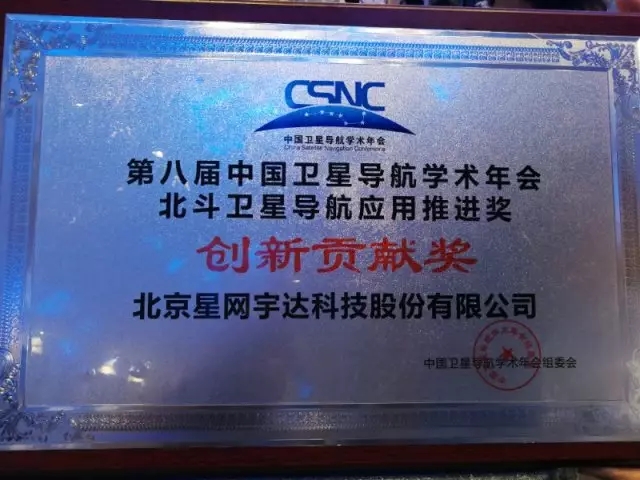 CSNC
中国卫星导航学术年会
China Satellite Navigation Conference
第八届中国卫星导航学术年会
北斗卫星导航应用推进奖
创新贡献奖
北京星网宇达科技股份有限公司
中国卫星导航学术年会组委会